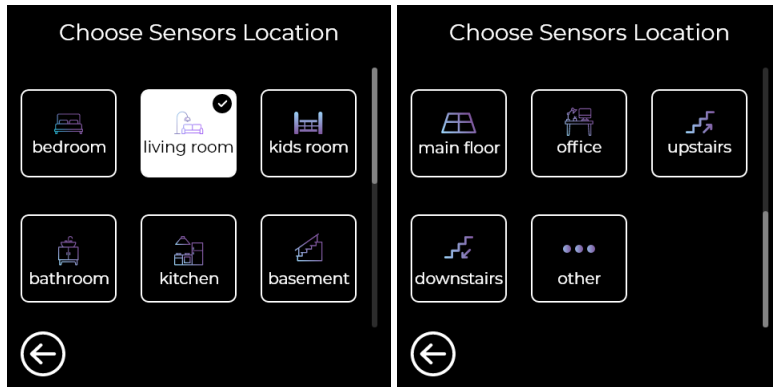 Choose Sensors Location
bedroom
living room
kids room
bathroom
kitchen
basement
Choose Sensors Location
main floor
office
upstairs
downstairs
other